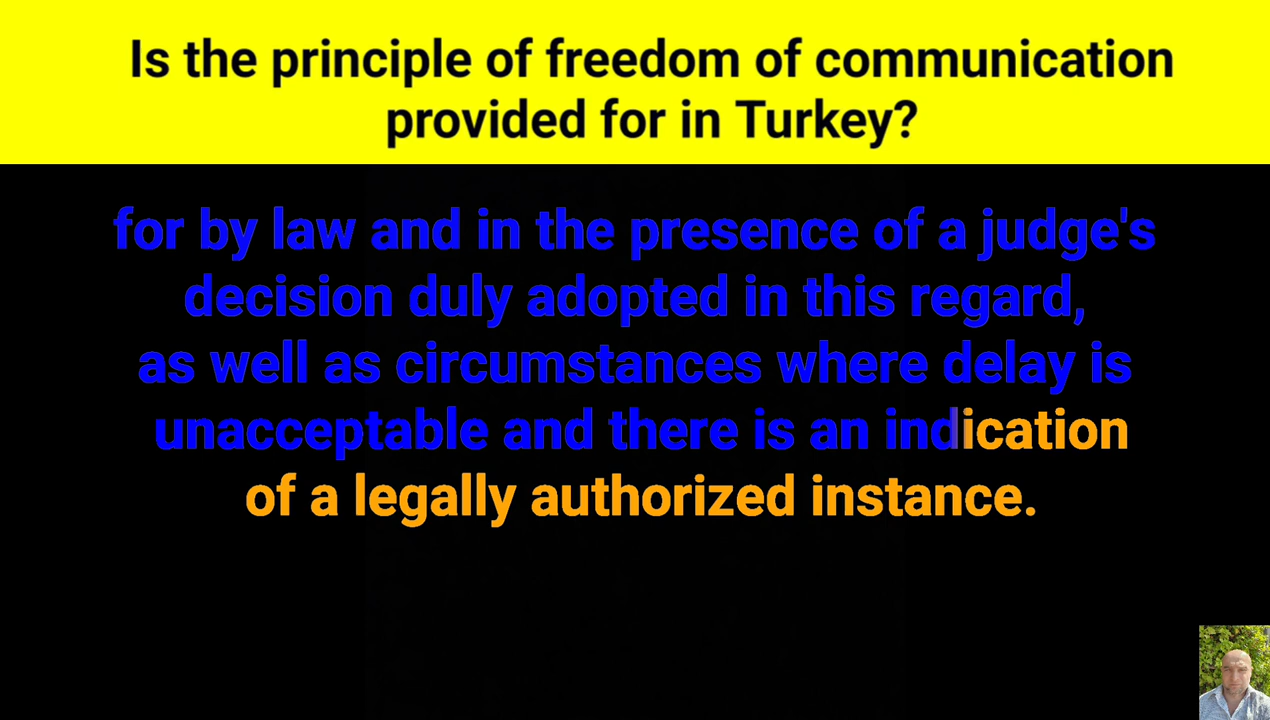 Is the principle of freedom of communication
provided for in Turkey?
for by law and in the presence of a judge's
decision duly adopted in this regard,
as well as circumstances where delay is
unacceptable and there is an indication
of a legally authorized instance.